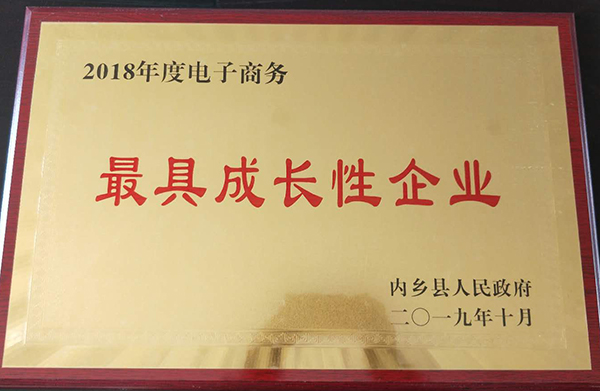 2018年度电子商务
最具成长性企业
内乡县人民政府
二〇一九年十月